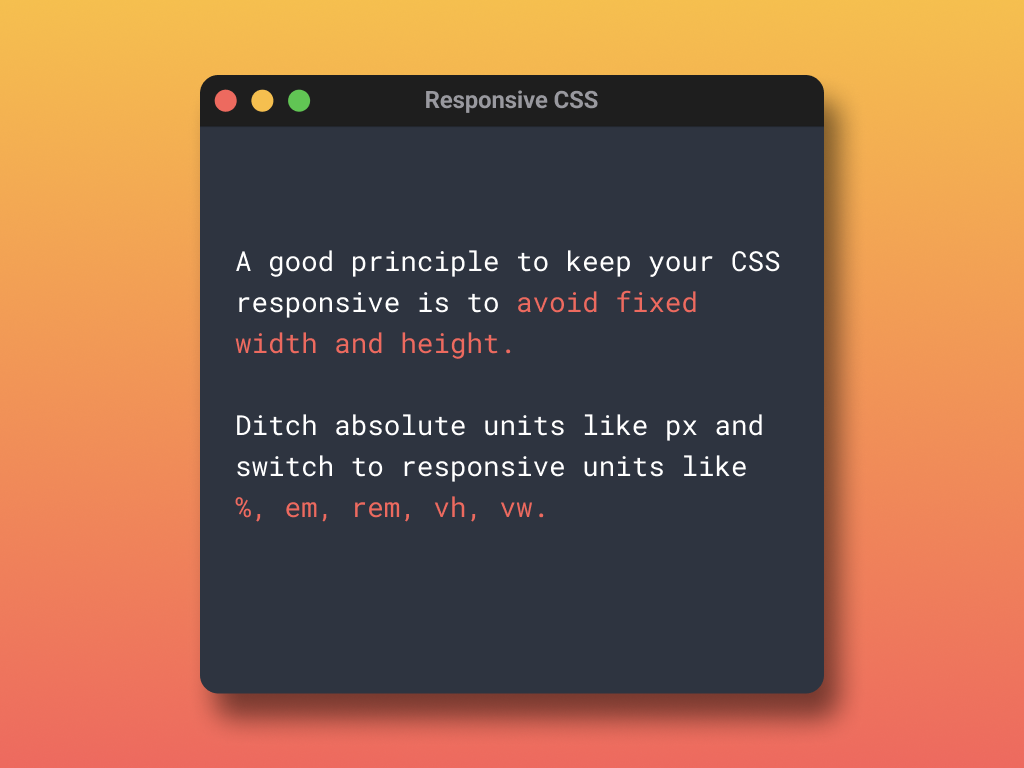 Responsive CSS
A good principle to keep your CSS
responsive is to avoid fixed
width and height.
Ditch absolute units like px and
switch to responsive units like
%, em, rem, vh, vw.